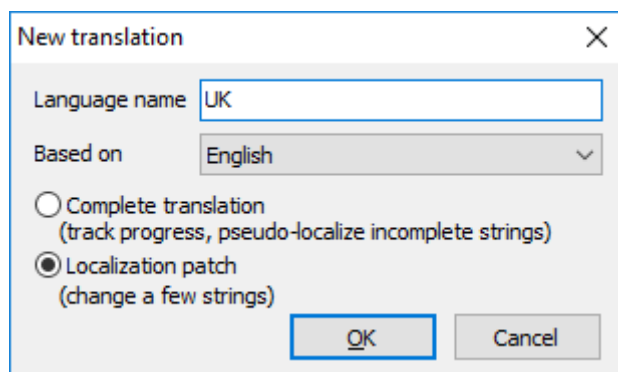 New translation
Language name UK
Based on English
Complete translation
(track progress, pseudo-localize incomplete strings)
Localization patch
(change a few strings)
OK Cancel